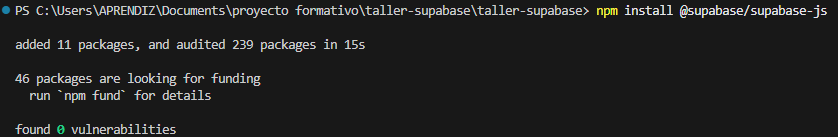 PS C:\Users\APRENDIZ\Documents\proyecto formativo\taller-supabase\taller-supabase> npm install @supabase/supabase-js
added 11 packages, and audited 239 packages in 15s
46 packages are looking for funding
  run `npm fund` for details
found 0 vulnerabilities